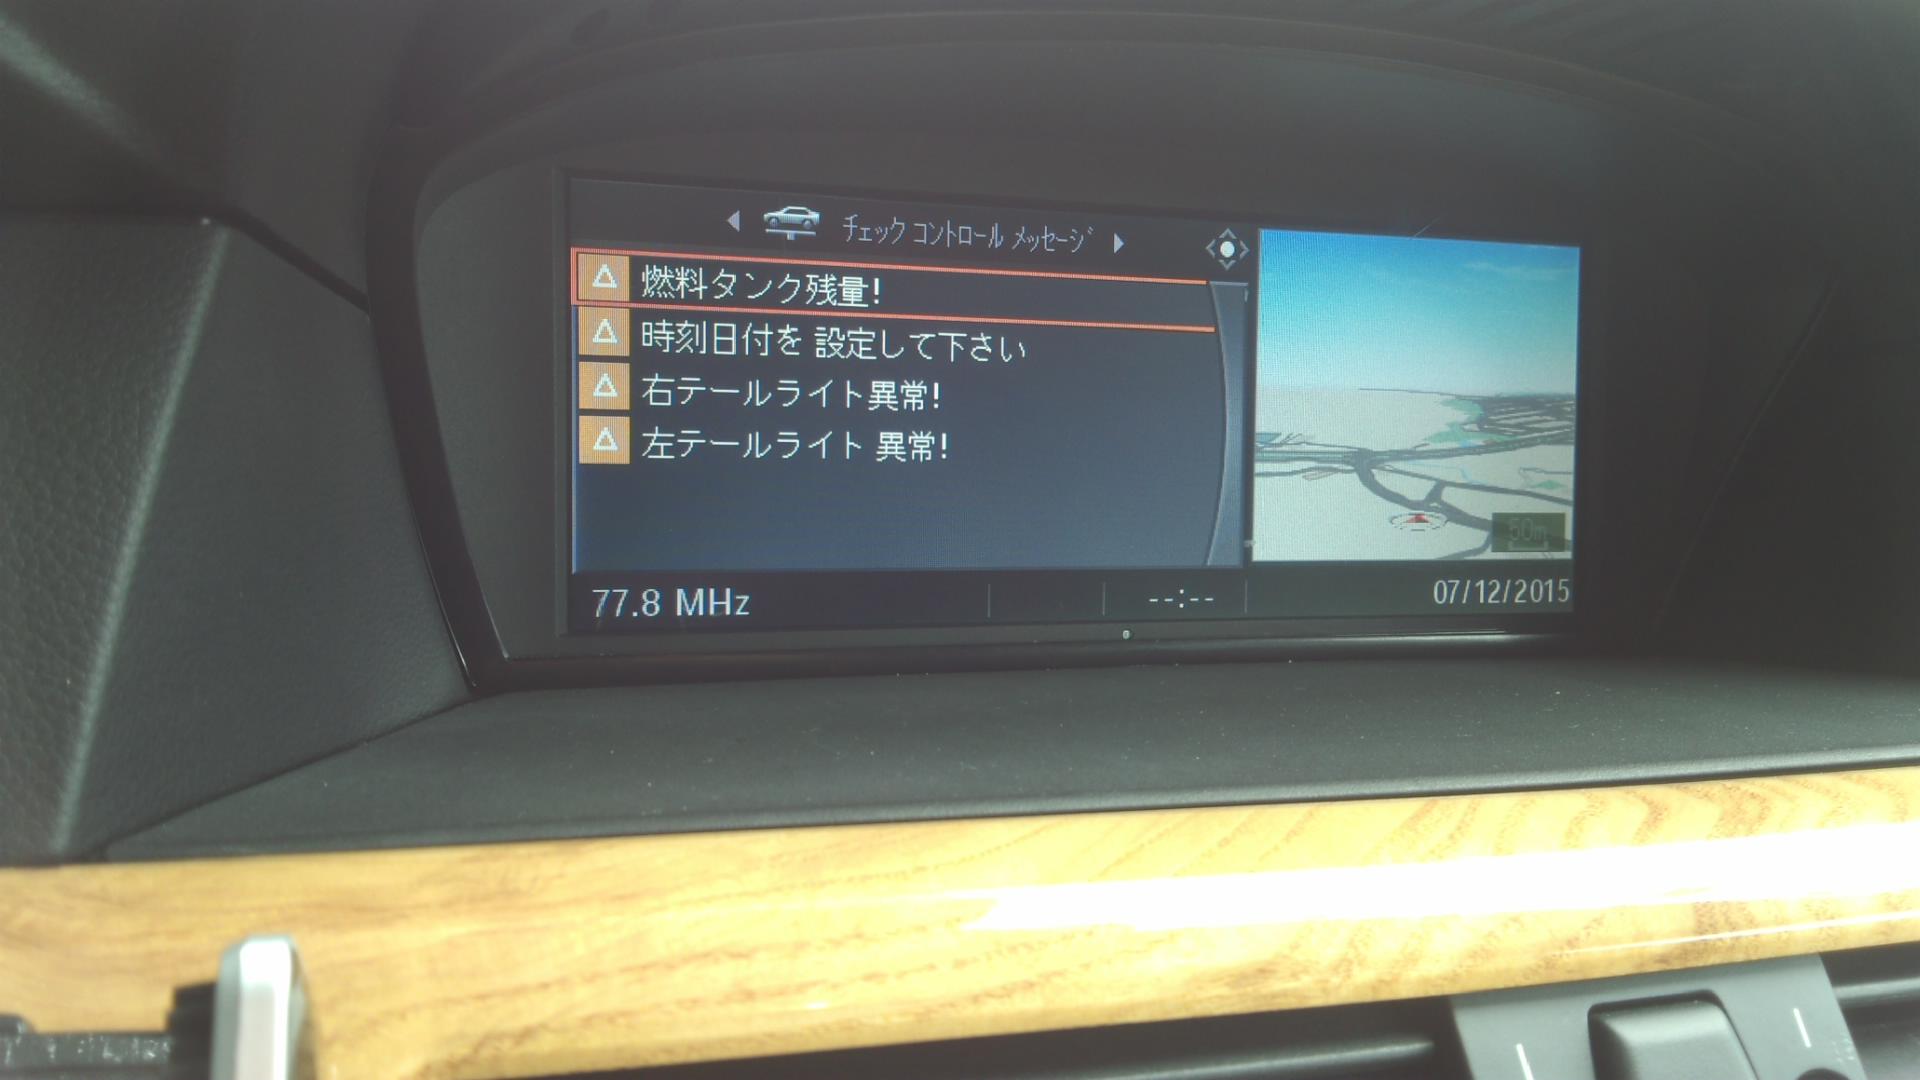 チェック コントロール メッセージ
燃料タンク残量!
時刻日付を 設定して下さい
右テールライト異常!
左テールライト 異常!
50m
77.8 MHz
--:--
07/12/2015